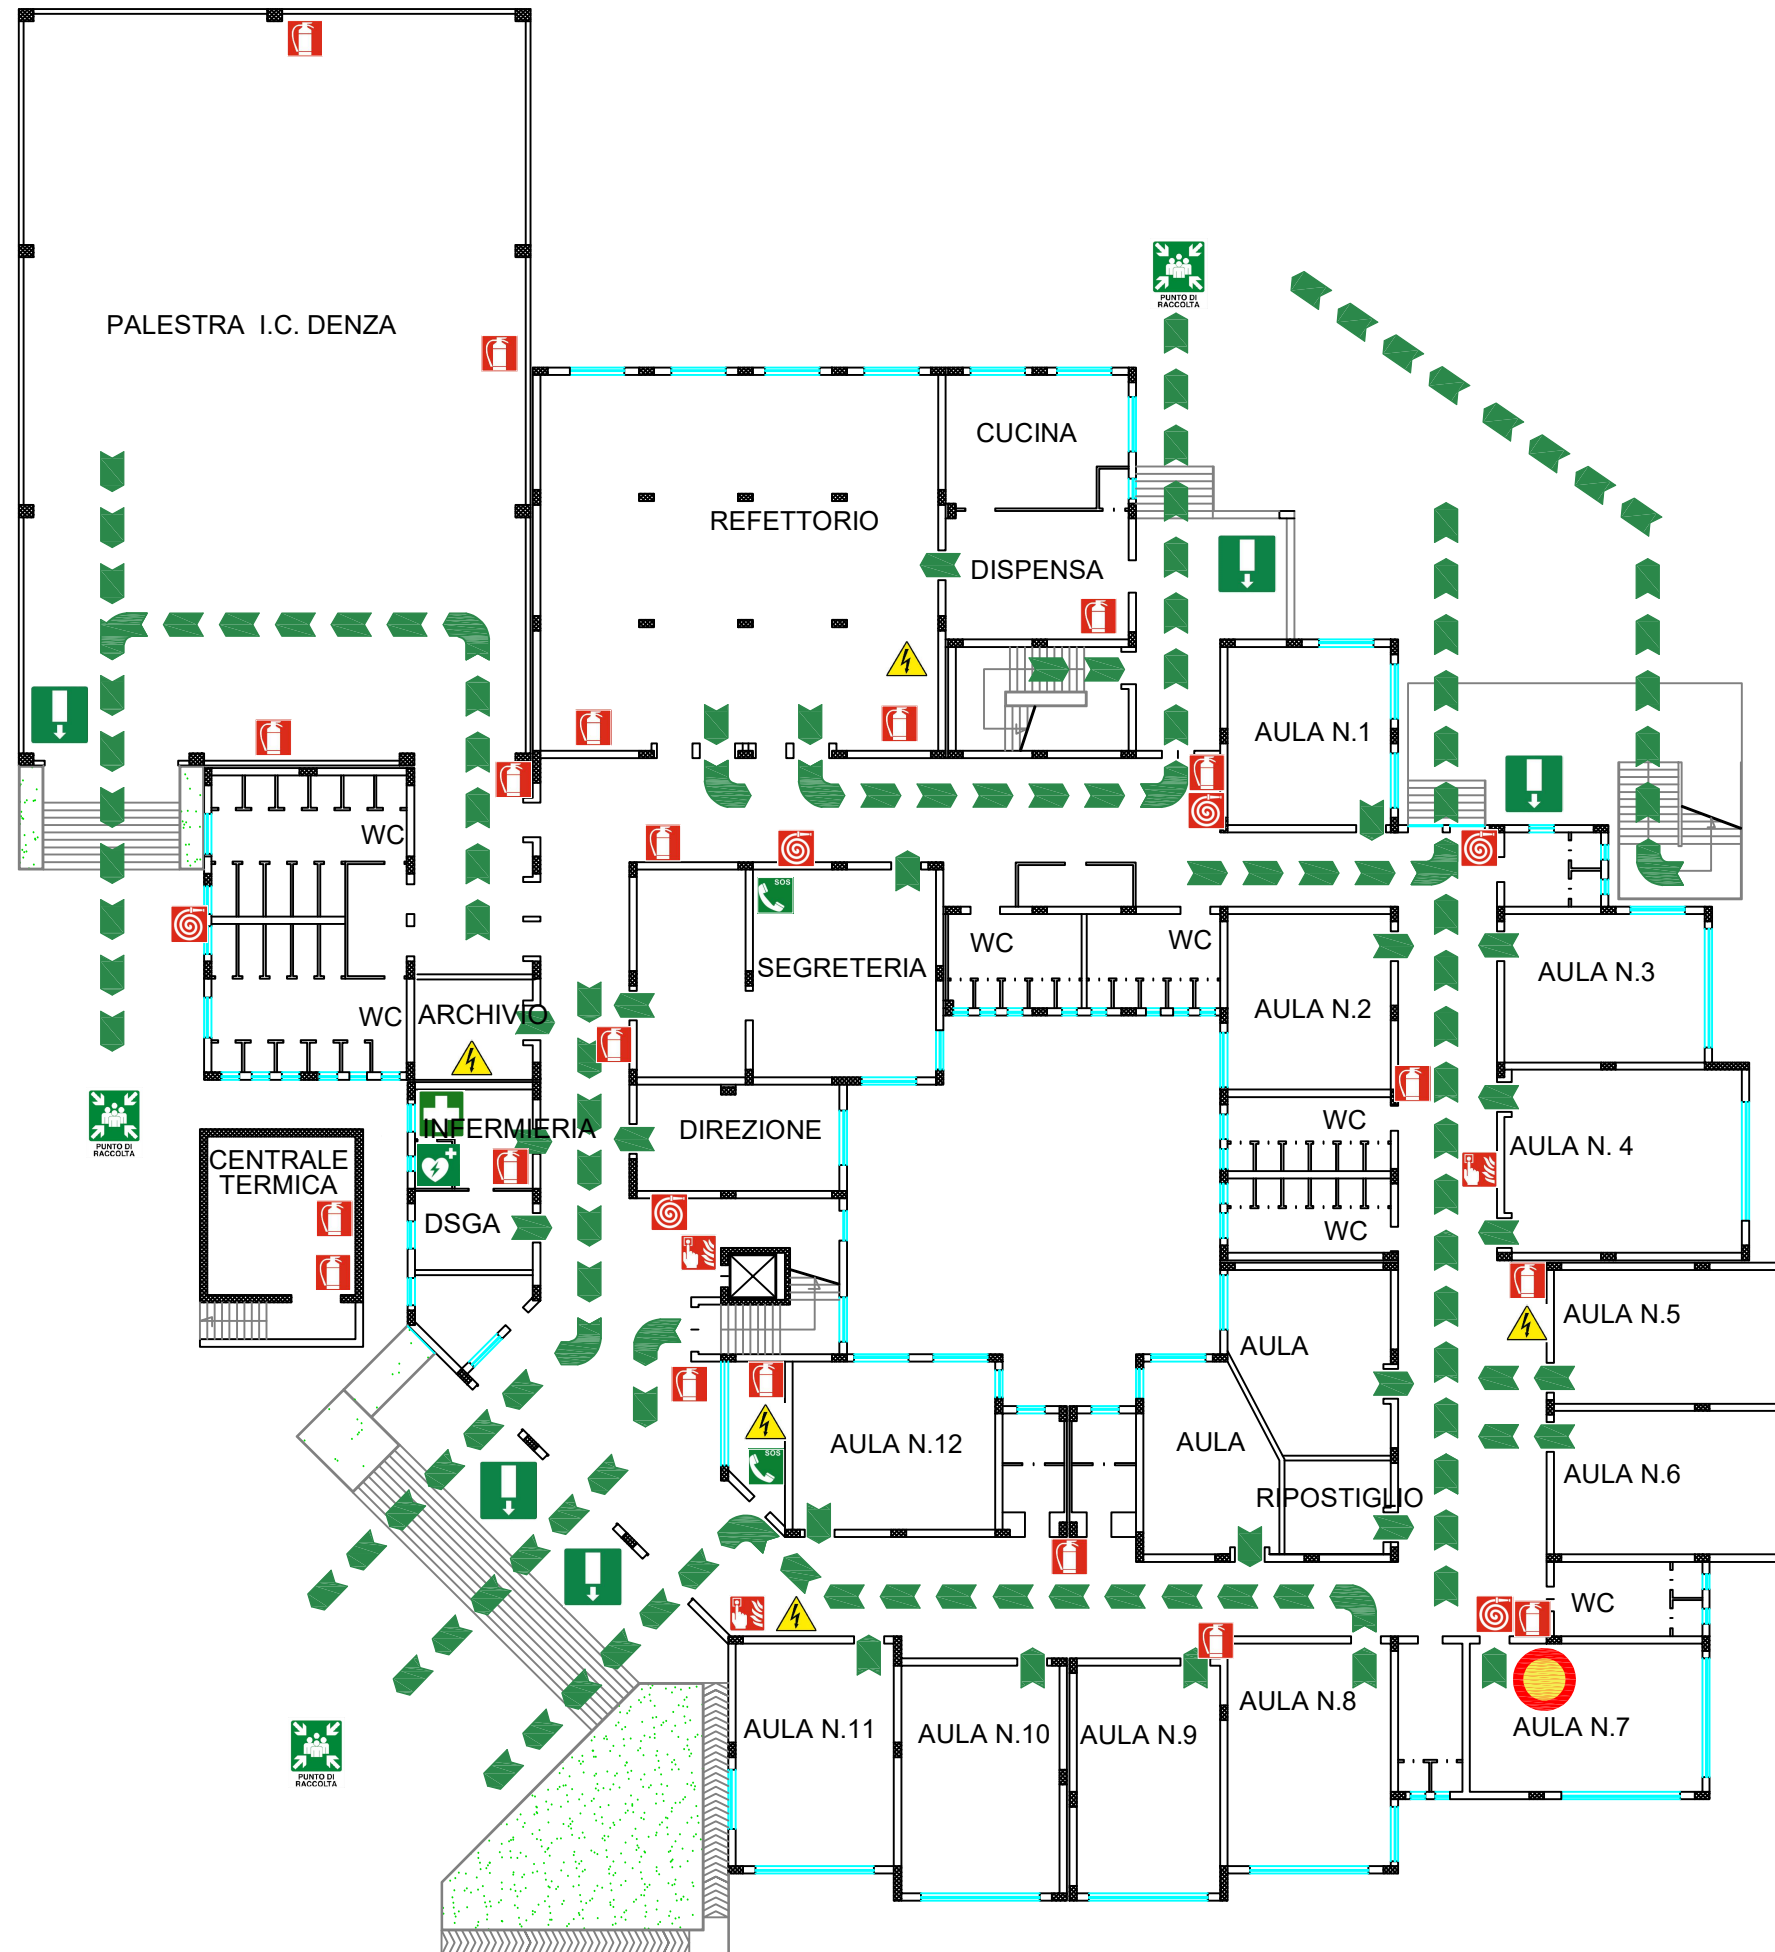 PUNTO DI
RACCOLTA
PALESTRA I.C. DENZA
CUCINA
REFETTORIO
DISPENSA
AULA N.1
WC
SOS
WC
WC
SEGRETERIA
AULA N.3
WC
ARCHIVIO
AULA N.2
PUNTO DI
RACCOLTA
INFERMIERIA
DIREZIONE
WC
AULA N. 4
CENTRALE
TERMICA
DSGA
WC
AULA N.5
AULA
AULA N.12
AULA
SOS
AULA N.6
RIPOSTIGLIO
WC
AULA N.8
AULA N.11
AULA N.10
AULA N.9
AULA N.7
PUNTO DI
RACCOLTA